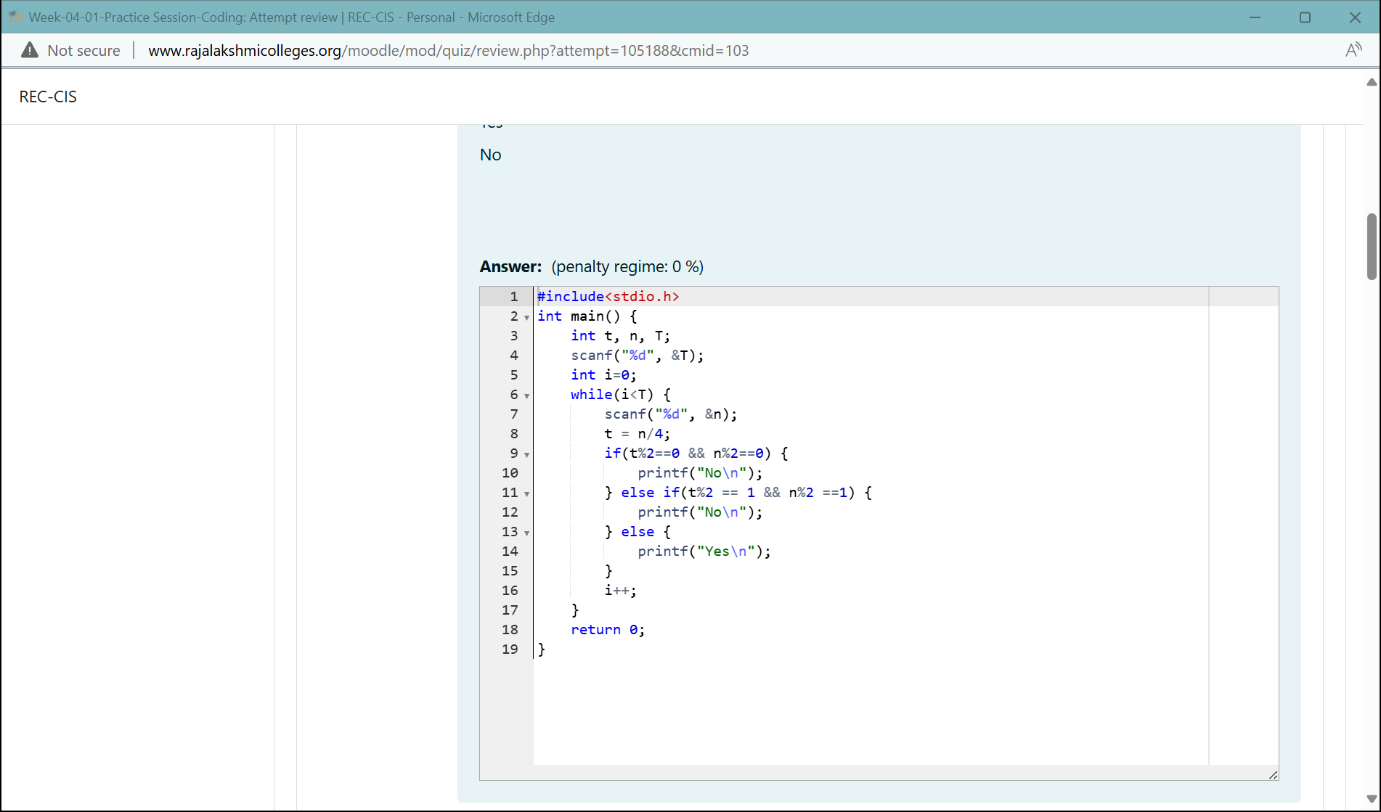 Week-04-01-Practice Session-Coding: Attempt review | REC-CIS - Personal - Microsoft Edge
Not secure | www.rajalakshmicolleges.org/moodle/mod/quiz/review.php?attempt=105188&cmid=103
REC-CIS
No
Answer: (penalty regime: 0 %)
1 #include<stdio.h>
2 int main() {
3     int t, n, T;
4     scanf("%d", &T);
5     int i=0;
6     while(i<T) {
7         scanf("%d", &n);
8         t = n/4;
9         if(t%2==0 && n%2==0) {
10             printf("No\n");
11         } else if(t%2 == 1 && n%2 ==1) {
12             printf("No\n");
13         } else {
14             printf("Yes\n");
15         }
16         i++;
17     }
18     return 0;
19 }